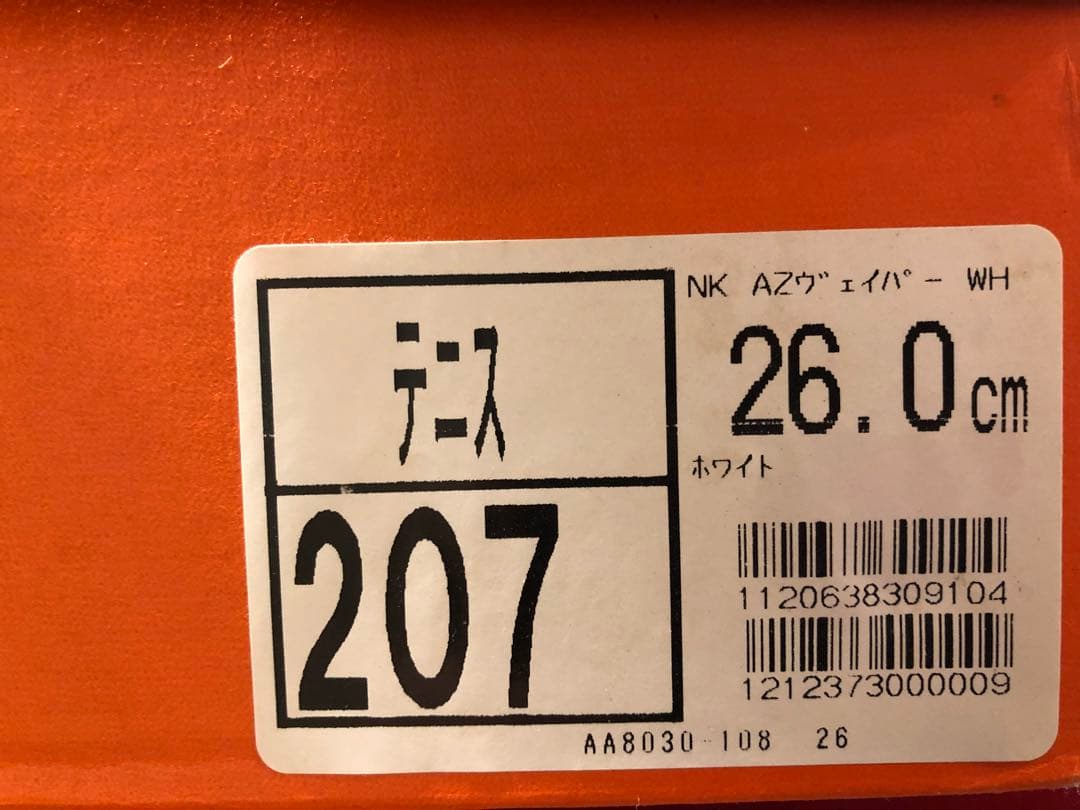 テニス
207
NK AZヴェイパー WH
26.0cm
ホワイト
1120638309104
1212373000009
AA8030-108 26